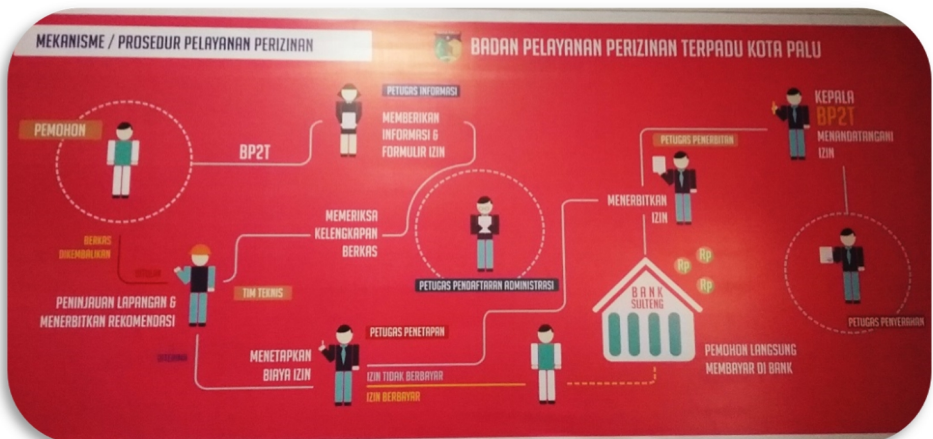 MEKANISME / PROSEDUR PELAYANAN PERIZINAN
BADAN PELAYANAN PERIZINAN TERPADU KOTA PALU
PEMOHON
BP2T
PETUGAS INFORMASI
MEMBERIKAN
INFORMASI &
FORMULIR IZIN
MEMERIKSA
KELENGKAPAN
BERKAS
PETUGAS PENDAFTARAN ADMINISTRASI
BERKAS
DIKEMBALIKAN
TIM TEKNIS
PENINJAUAN LAPANGAN &
MENERBITKAN REKOMENDASI
MENETAPKAN
BIAYA IZIN
PETUGAS PENETAPAN
IZIN TIDAK BERBAYAR
IZIN BERBAYAR
BANK
SULTENG
Rp
Rp
Rp
PEMOHON LANGSUNG
MEMBAYAR DI BANK
MENERBITKAN
IZIN
PETUGAS PENERBITAN
KEPALA
BP2T
MENANDATANGANI
IZIN
PETUGAS PENYERAHAN